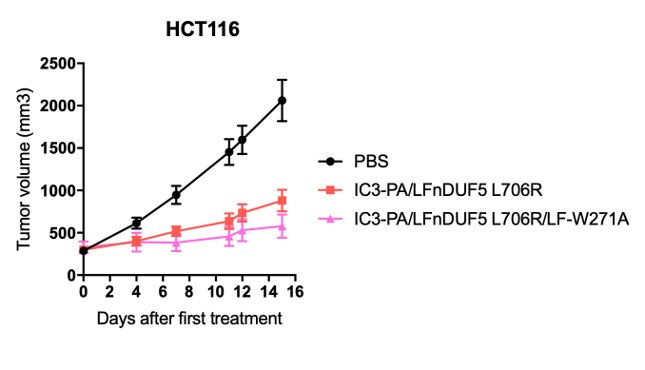 HCT116
Tumor volume (mm3)
2500
2000
1500
1000
500
0
0 2 4 6 8 10 12 14 16
Days after first treatment
PBS
IC3-PA/LFnDUF5 L706R
IC3-PA/LFnDUF5 L706R/LF-W271A